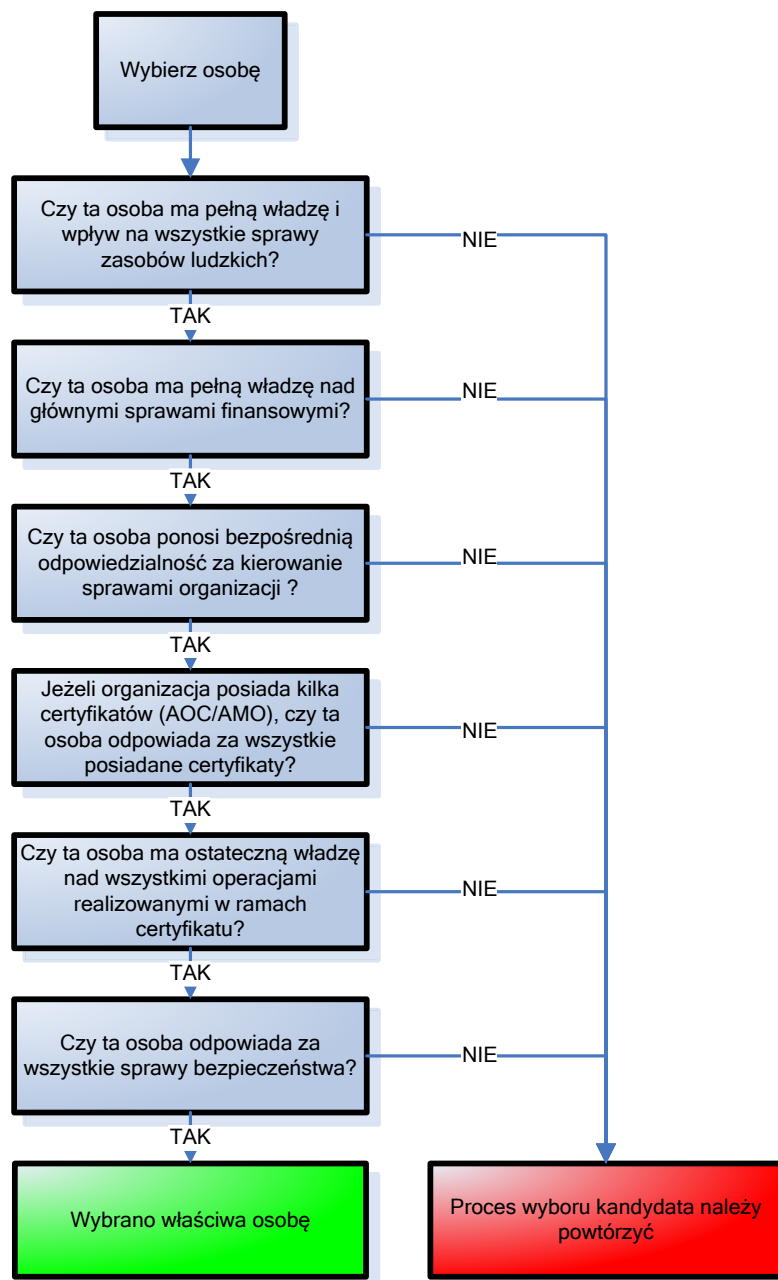 Wybierz osobę
Czy ta osoba ma pełną władzę i
wpływ na wszystkie sprawy
zasobów ludzkich?
NIE
TAK
Czy ta osoba ma pełną władzę nad
głównymi sprawami finansowymi?
NIE
TAK
Czy ta osoba ponosi bezpośrednią
odpowiedzialność za kierowanie
sprawami organizacji ?
NIE
TAK
Jeżeli organizacja posiada kilka
certyfikatów (AOC/AMO), czy ta
osoba odpowiada za wszystkie
posiadane certyfikaty?
NIE
TAK
Czy ta osoba ma ostateczną władzę
nad wszystkimi operacjami
realizowanymi w ramach
certyfikatu?
NIE
TAK
Czy ta osoba odpowiada za
wszystkie sprawy bezpieczeństwa?
NIE
TAK
Wybrano właściwa osobę
Proces wyboru kandydata należy
powtórzyć